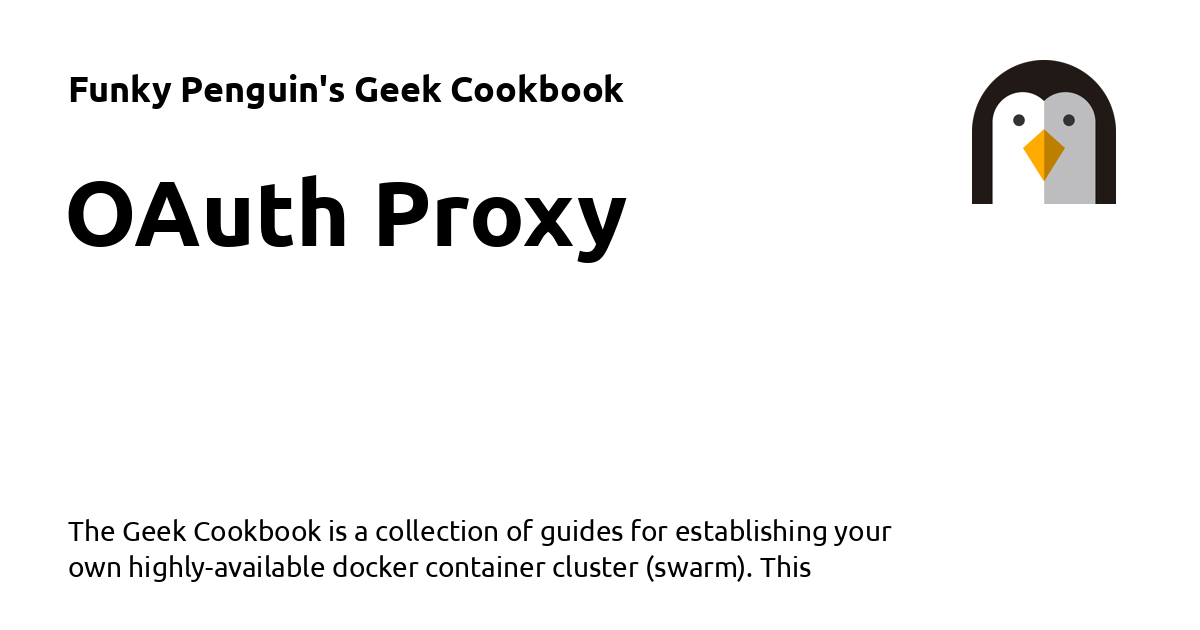 Funky Penguin's Geek Cookbook
OAuth Proxy
The Geek Cookbook is a collection of guides for establishing your
own highly-available docker container cluster (swarm). This